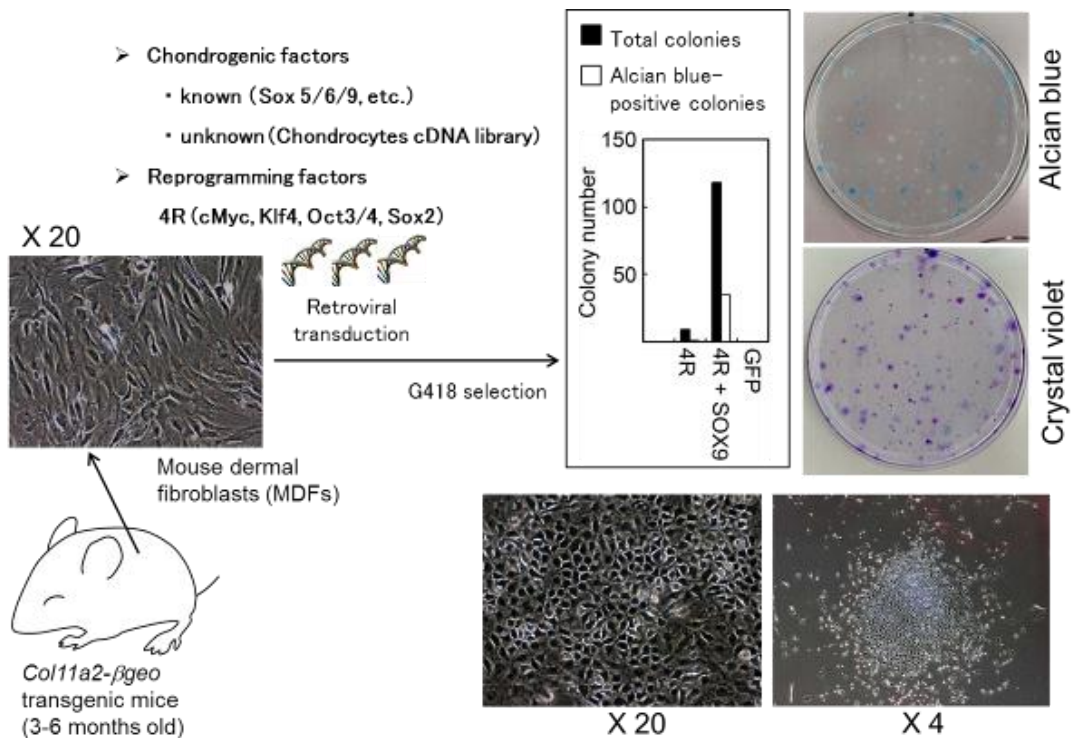 ➢ Chondrogenic factors
・known (Sox 5/6/9, etc.)
・unknown (Chondrocytes cDNA library)
➢ Reprogramming factors
4R (cMyc, Klf4, Oct3/4, Sox2)
X 20
Retroviral
transduction
G418 selection
Mouse dermal
fibroblasts (MDFs)
Col11a2-βgeo
transgenic mice
(3-6 months old)
Total colonies
Alcian blue-
positive colonies
150
100
50
Colony number
4R
4R + SOX9
GFP
Alcian blue
Crystal violet
X 20
X 4